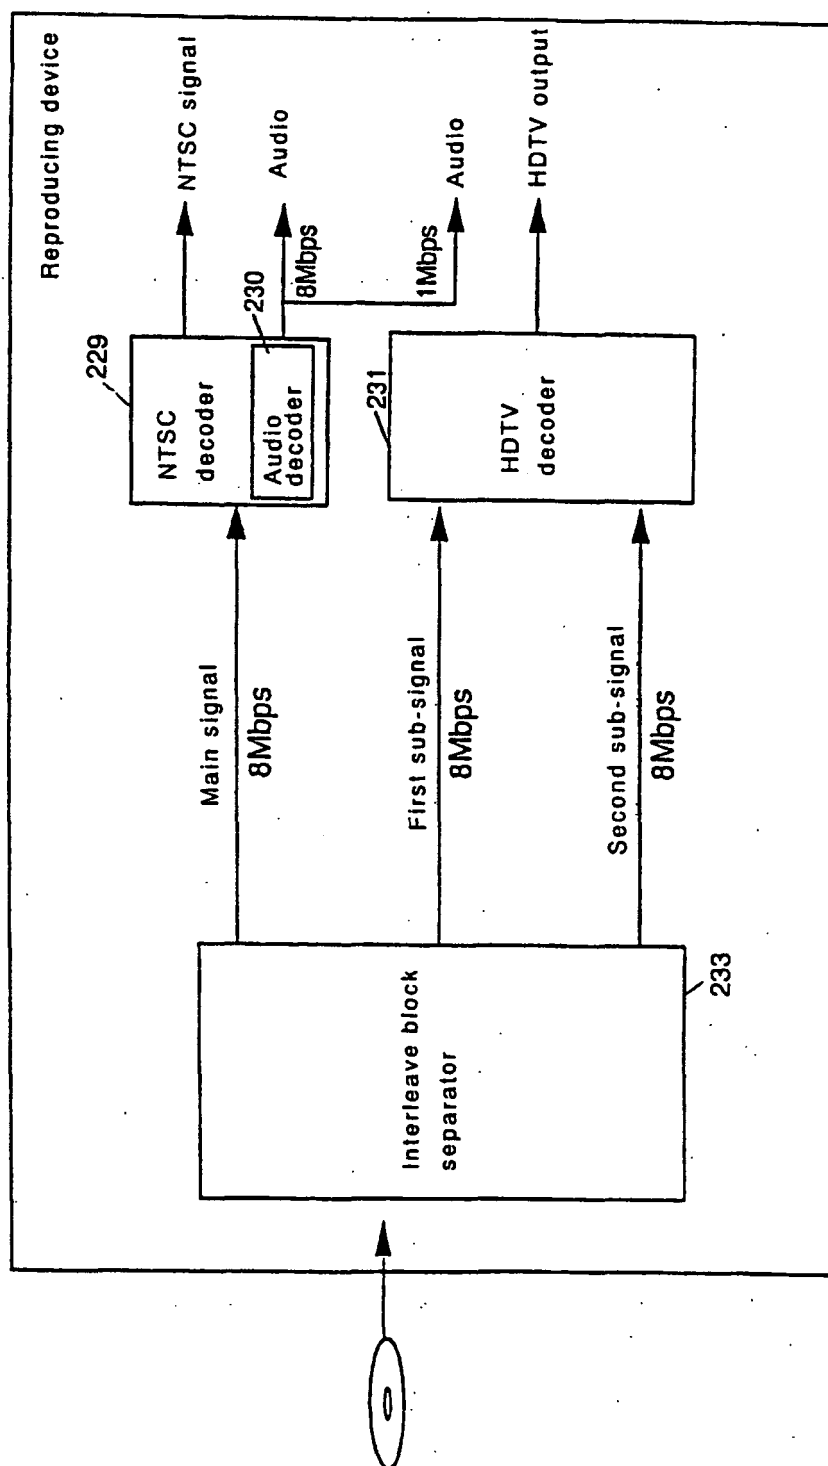 Reproducing device
Interleave block
separator
233
Main signal
8Mbps
First sub-signal
8Mbps
Second sub-signal
8Mbps
229
NTSC
decoder
Audio
decoder
230
231
HDTV
decoder
NTSC signal
8Mbps
Audio
1Mbps
Audio
HDTV output